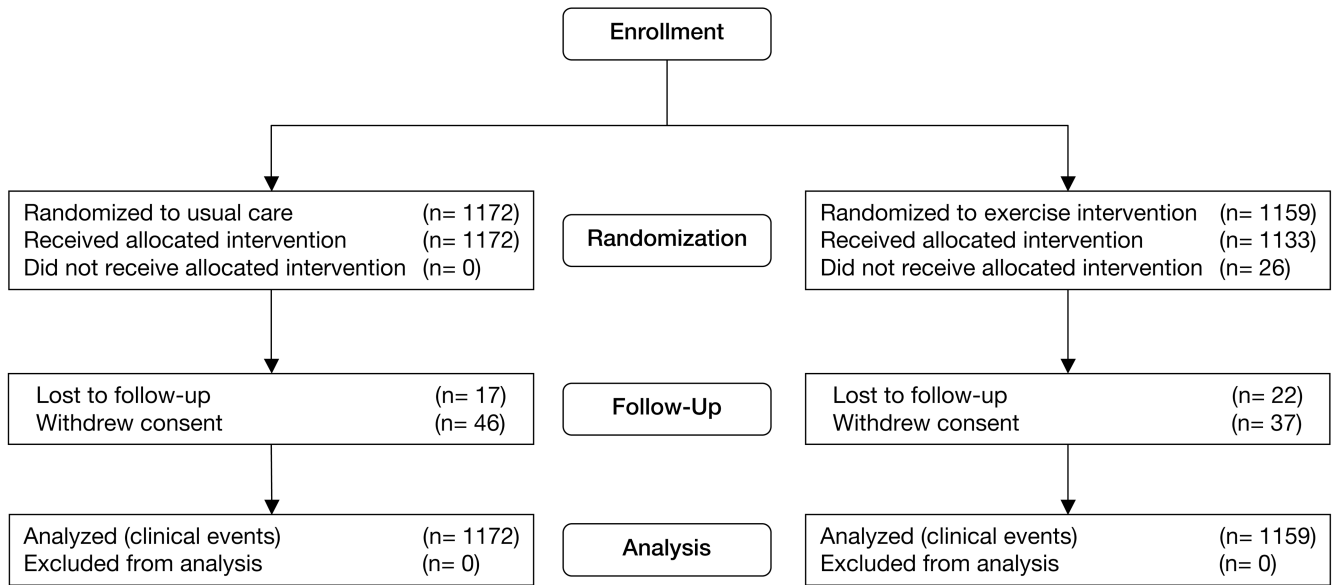 Enrollment
Randomized to usual care (n= 1172)
Received allocated intervention (n= 1172)
Did not receive allocated intervention (n= 0)
Randomization
Randomized to exercise intervention (n= 1159)
Received allocated intervention (n= 1133)
Did not receive allocated intervention (n= 26)
Lost to follow-up (n= 17)
Withdrew consent (n= 46)
Follow-Up
Lost to follow-up (n= 22)
Withdrew consent (n= 37)
Analyzed (clinical events) (n= 1172)
Excluded from analysis (n= 0)
Analysis
Analyzed (clinical events) (n= 1159)
Excluded from analysis (n= 0)